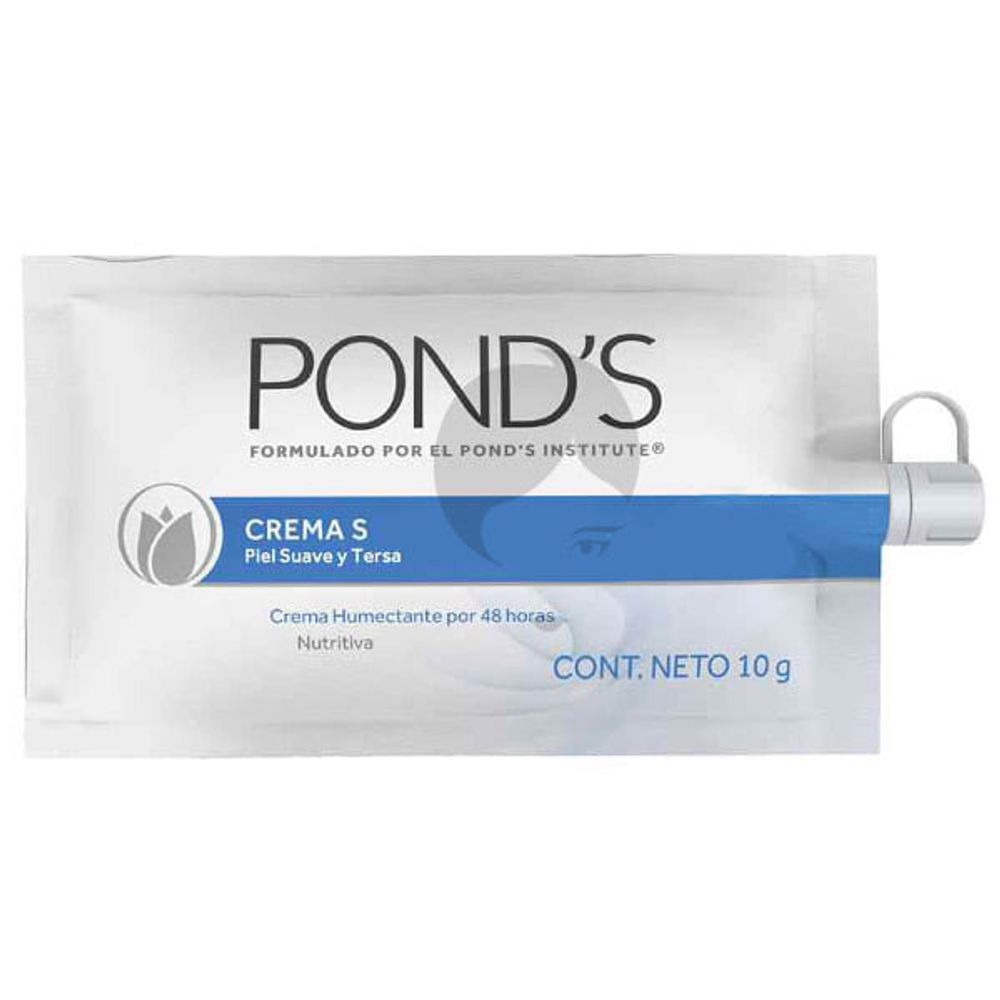 POND'S
FORMULADO POR EL POND'S INSTITUTE®
CREMA S
Piel Suave y Tersa
Crema Humectante por 48 horas
Nutritiva
CONT. NETO 10 g